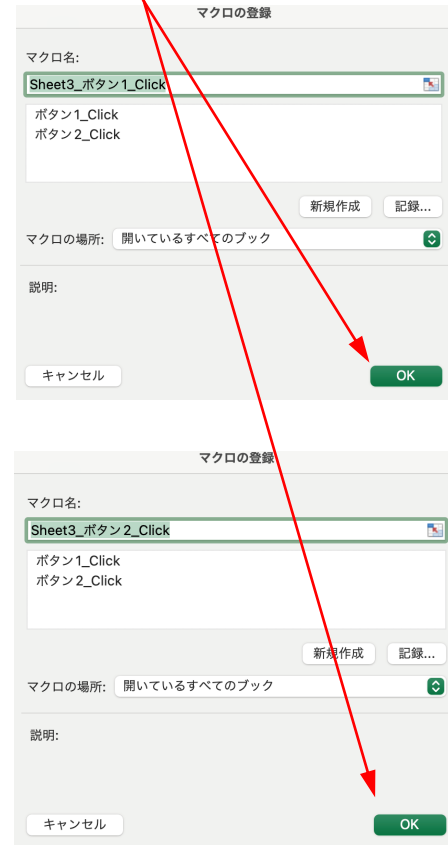 マクロの登録
マクロ名:
Sheet3_ボタン1_Click
ボタン1_Click
ボタン2_Click
新規作成 記録...
マクロの場所: 開いているすべてのブック
説明:
キャンセル OK
マクロの登録
マクロ名:
Sheet3_ボタン2_Click
ボタン1_Click
ボタン2_Click
新規作成 記録...
マクロの場所: 開いているすべてのブック
説明:
キャンセル OK